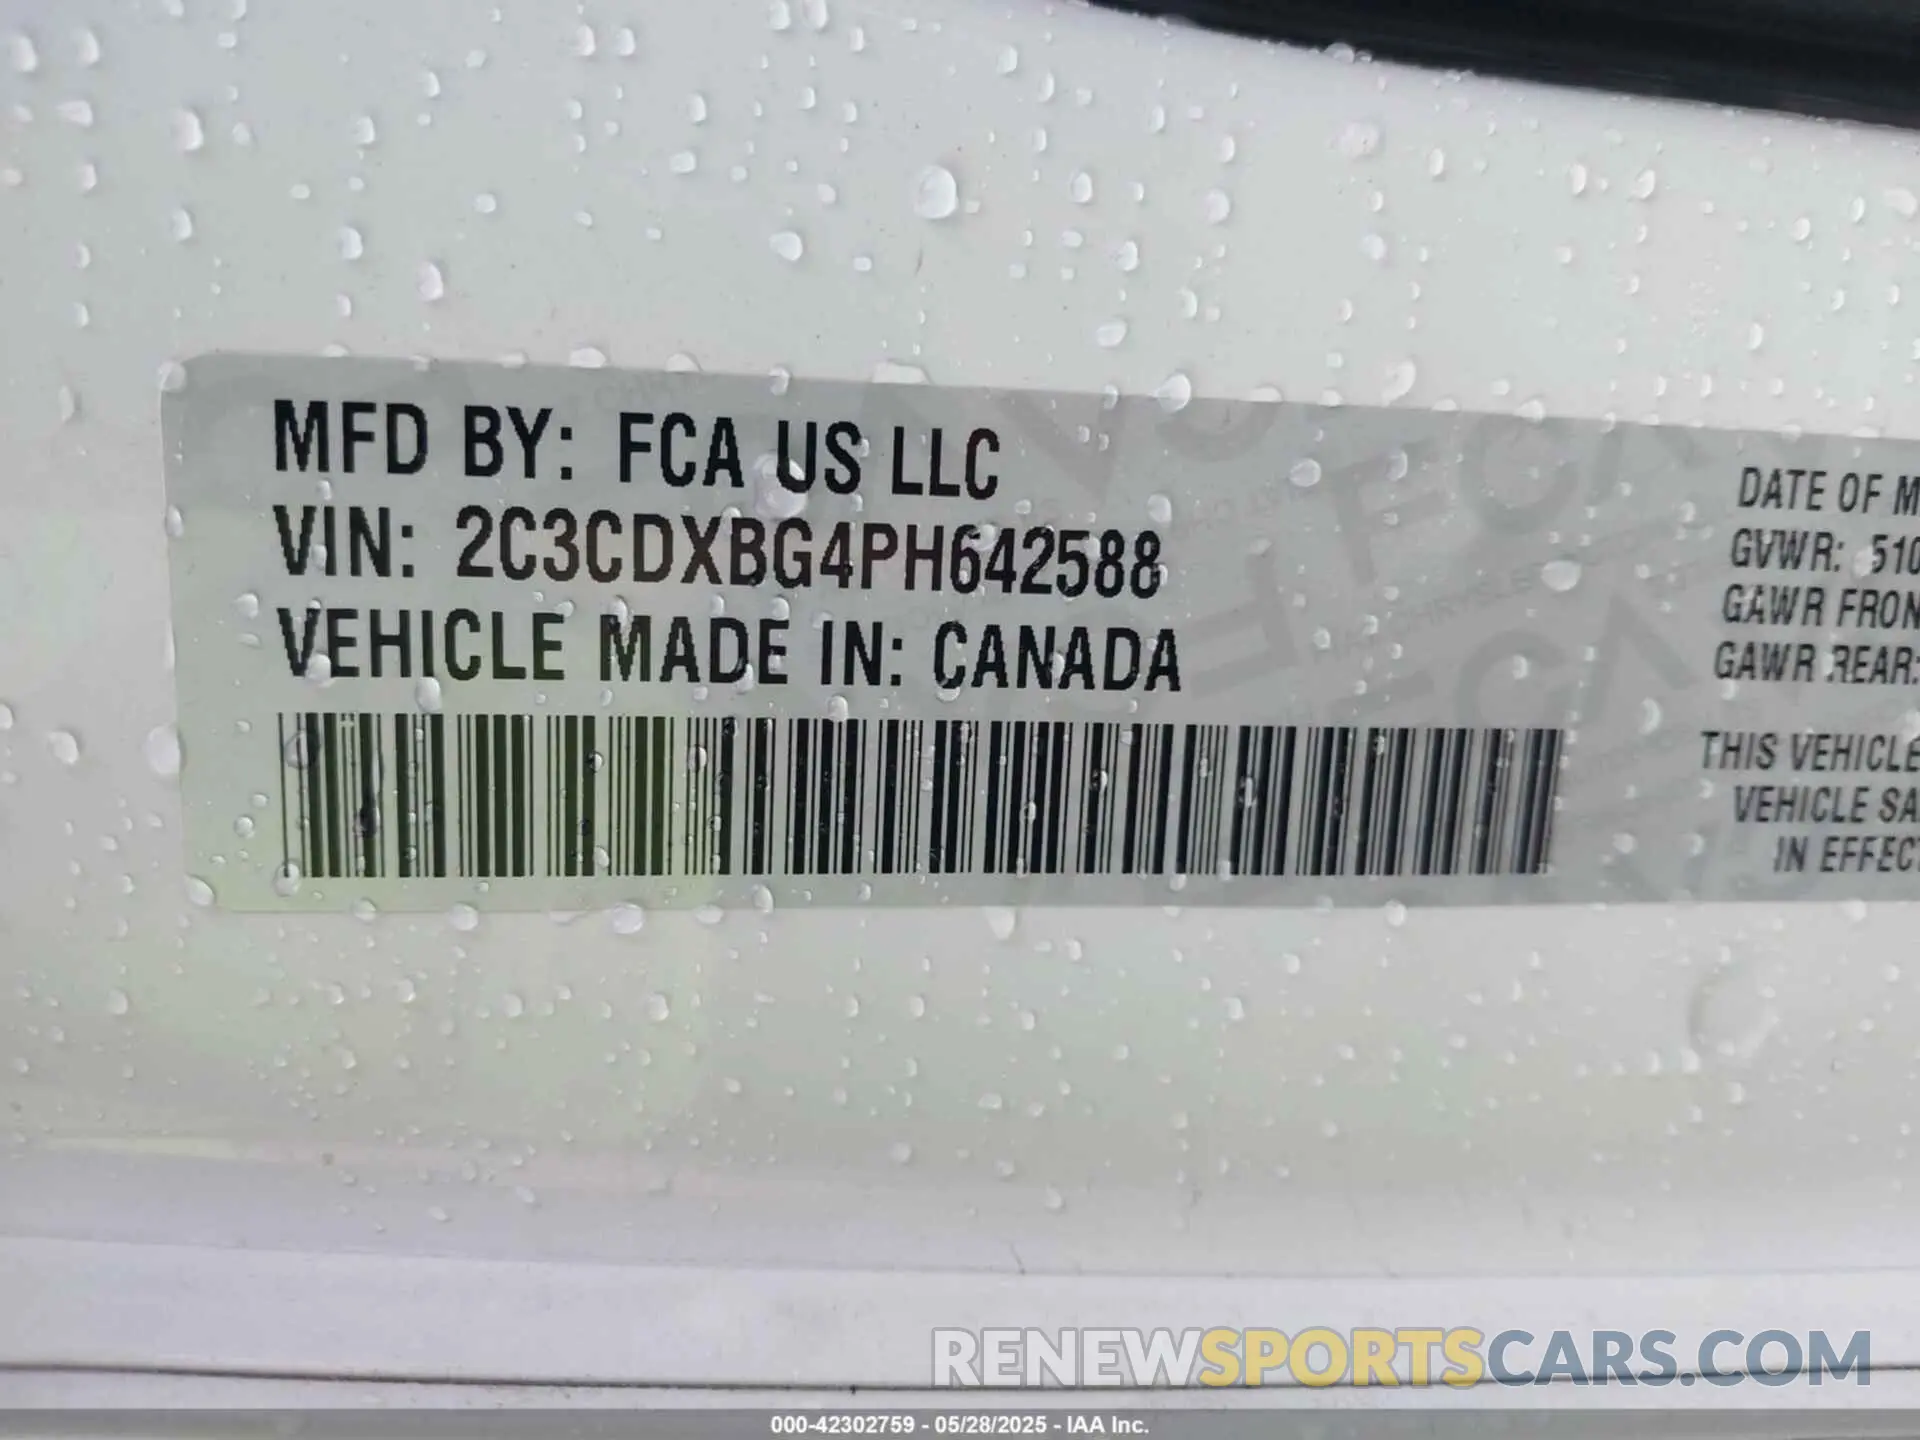 MFD BY: FCA US LLC
VIN: 2C3CDXBG4PH642588
VEHICLE MADE IN: CANADA
DATE OF M
GVWR: 510
GAWR FRON
GAWR REAR:
THIS VEHICLE
VEHICLE SA
IN EFFECT
RENEWSPORTSCARS.COM
000-42302759 - 05/28/2025 - IAA Inc.